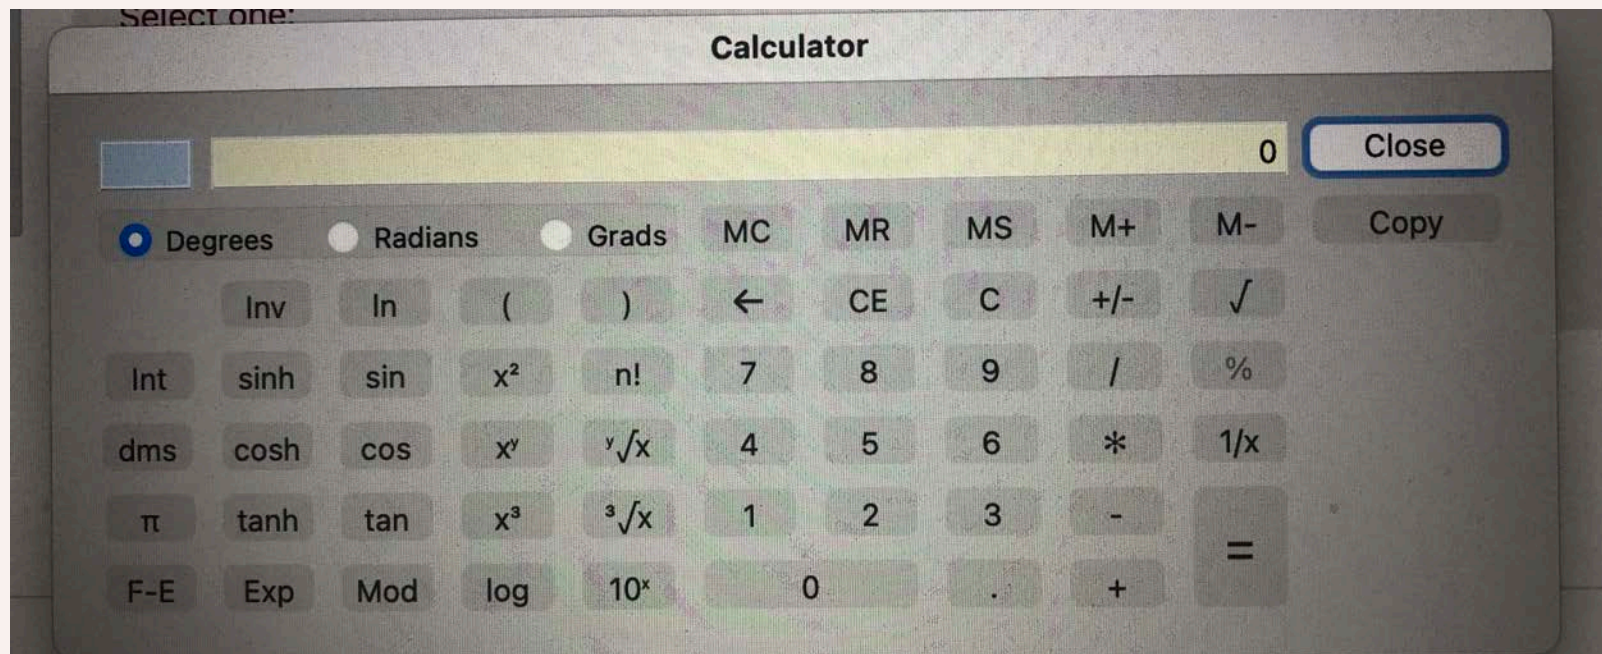 Select one:
Calculator
0 Close
Degrees Radians Grads MC MR MS M+ M- Copy
Inv ln ( ) ← CE C +/- √
Int sinh sin x² n! 7 8 9 / %
dms cosh cos xʸ ʸ√x 4 5 6 * 1/x
π tanh tan x³ ³√x 1 2 3 - =
F-E Exp Mod log 10ˣ 0 . +